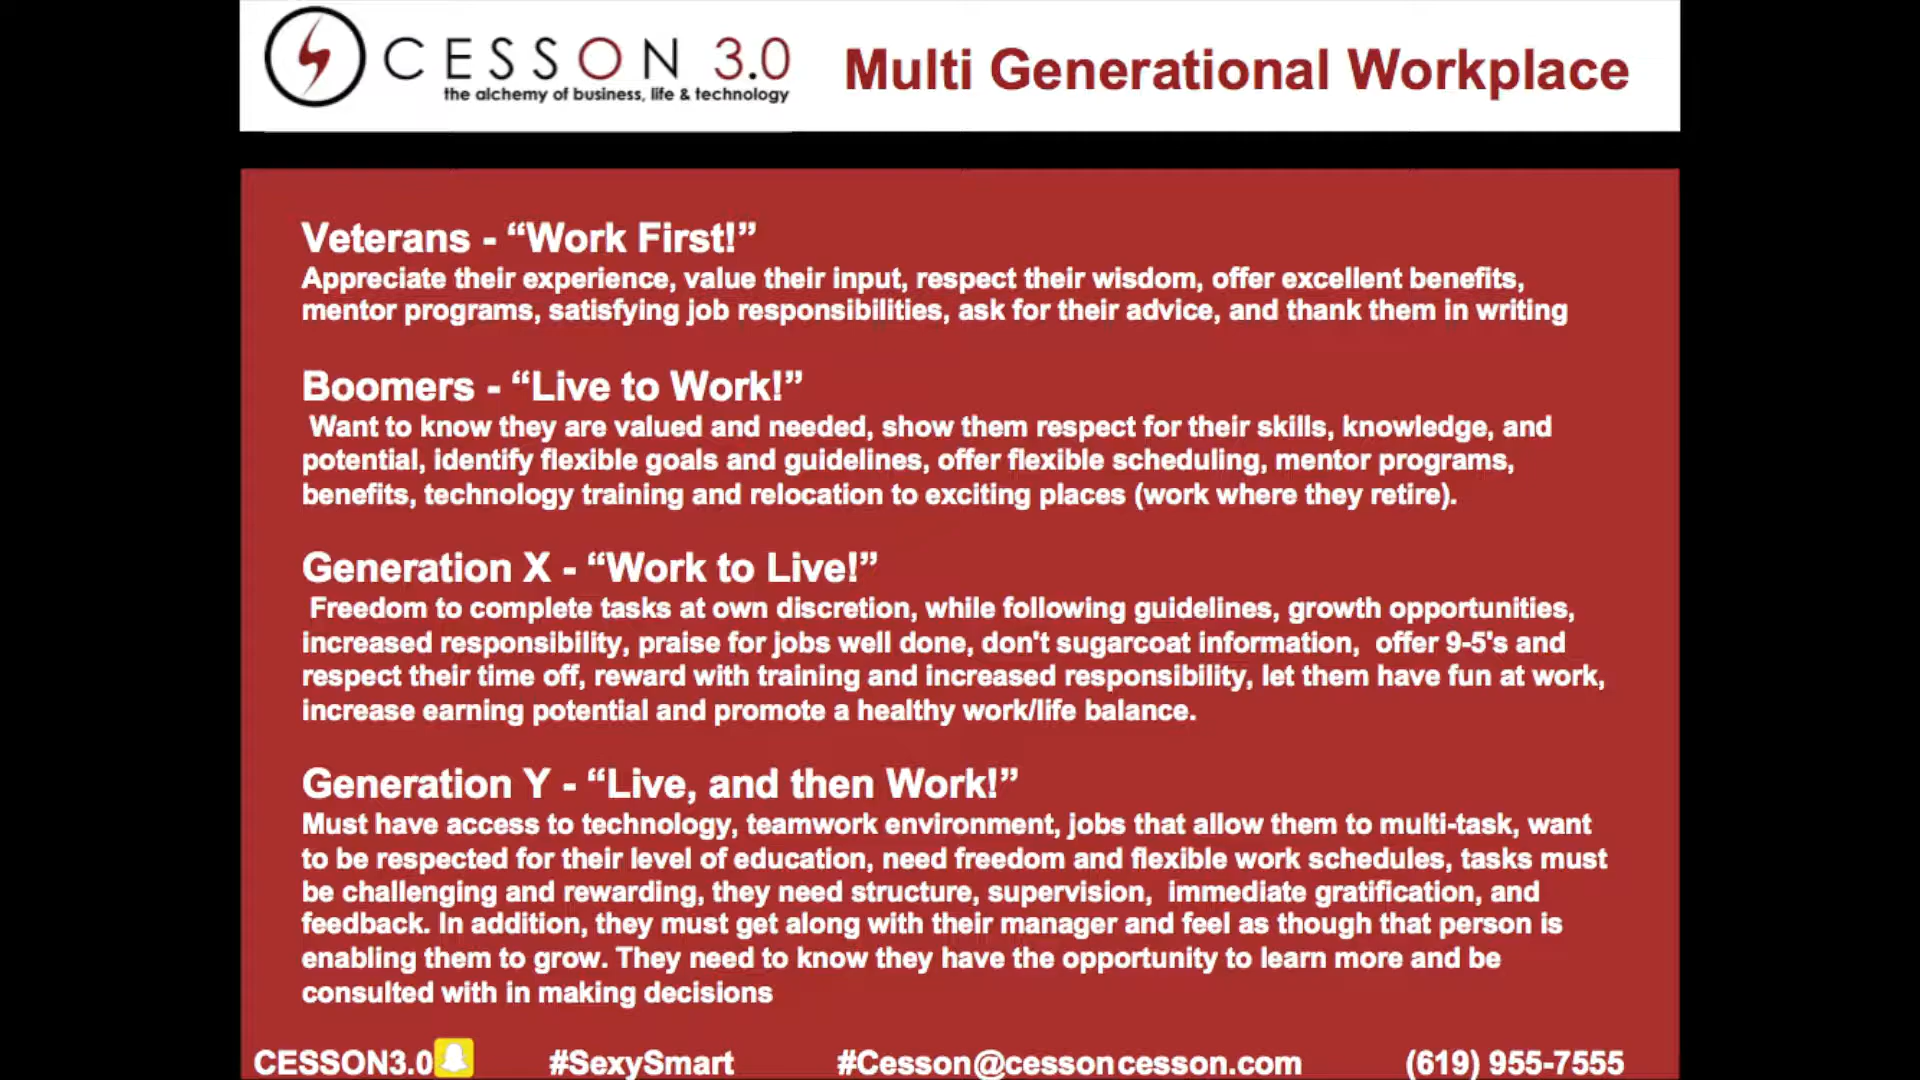 CESSON 3.0
the alchemy of business, life & technology
Multi Generational Workplace
Veterans - “Work First!”
Appreciate their experience, value their input, respect their wisdom, offer excellent benefits,
mentor programs, satisfying job responsibilities, ask for their advice, and thank them in writing
Boomers - “Live to Work!”
Want to know they are valued and needed, show them respect for their skills, knowledge, and
potential, identify flexible goals and guidelines, offer flexible scheduling, mentor programs,
benefits, technology training and relocation to exciting places (work where they retire).
Generation X - “Work to Live!”
Freedom to complete tasks at own discretion, while following guidelines, growth opportunities,
increased responsibility, praise for jobs well done, don't sugarcoat information, offer 9-5's and
respect their time off, reward with training and increased responsibility, let them have fun at work,
increase earning potential and promote a healthy work/life balance.
Generation Y - “Live, and then Work!”
Must have access to technology, teamwork environment, jobs that allow them to multi-task, want
to be respected for their level of education, need freedom and flexible work schedules, tasks must
be challenging and rewarding, they need structure, supervision, immediate gratification, and
feedback. In addition, they must get along with their manager and feel as though that person is
enabling them to grow. They need to know they have the opportunity to learn more and be
consulted with in making decisions
CESSON3.0 #SexySmart #Cesson@cessoncesson.com (619) 955-7555